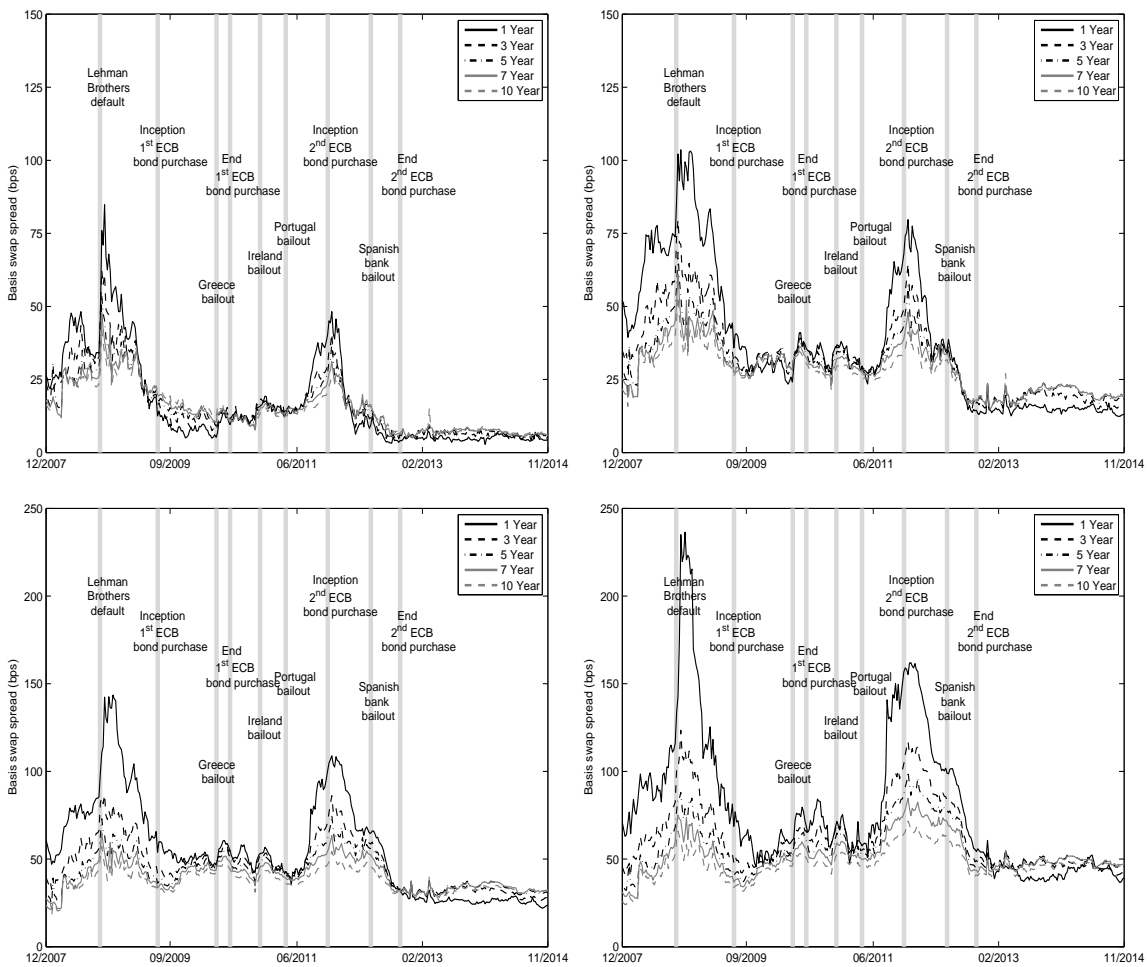 150
125
100
75
50
25
0
Basis swap spread (bps)
12/2007
09/2009
06/2011
02/2013
11/2014
1 Year
3 Year
5 Year
7 Year
10 Year
Lehman
Brothers
default
Inception
1st ECB
bond purchase
End
1st ECB
bond purchase
Greece
bailout
Ireland
bailout
Portugal
bailout
Inception
2nd ECB
bond purchase
Spanish
bank
bailout
End
2nd ECB
bond purchase
150
125
100
75
50
25
0
Basis swap spread (bps)
12/2007
09/2009
06/2011
02/2013
11/2014
1 Year
3 Year
5 Year
7 Year
10 Year
Lehman
Brothers
default
Inception
1st ECB
bond purchase
End
1st ECB
bond purchase
Greece
bailout
Ireland
bailout
Portugal
bailout
Inception
2nd ECB
bond purchase
Spanish
bank
bailout
End
2nd ECB
bond purchase
250
200
150
100
50
0
Basis swap spread (bps)
12/2007
09/2009
06/2011
02/2013
11/2014
1 Year
3 Year
5 Year
7 Year
10 Year
Lehman
Brothers
default
Inception
1st ECB
bond purchase
End
1st ECB
bond purchase
Greece
bailout
Ireland
bailout
Portugal
bailout
Inception
2nd ECB
bond purchase
Spanish
bank
bailout
End
2nd ECB
bond purchase
250
200
150
100
50
0
Basis swap spread (bps)
12/2007
09/2009
06/2011
02/2013
11/2014
1 Year
3 Year
5 Year
7 Year
10 Year
Lehman
Brothers
default
Inception
1st ECB
bond purchase
End
1st ECB
bond purchase
Greece
bailout
Ireland
bailout
Portugal
bailout
Inception
2nd ECB
bond purchase
Spanish
bank
bailout
End
2nd ECB
bond purchase